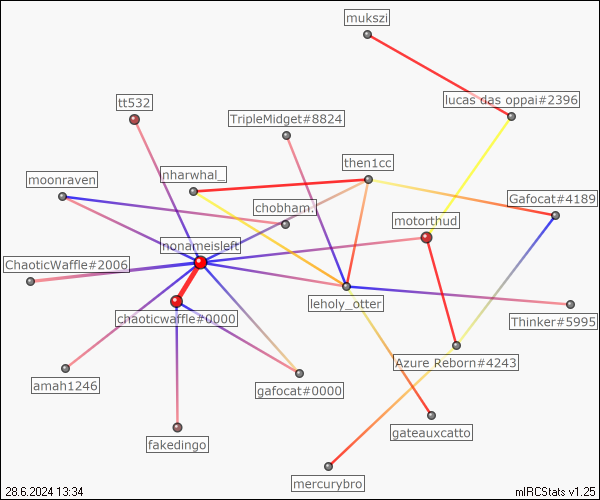 mukszi
lucas das oppai#2396
tt532
TripleMidget#8824
then1cc
nharwhal_
moonraven
Gafocat#4189
chobham.
motorthud
nonameisleft
ChaoticWaffle#2006
leholy_otter
chaoticwaffle#0000
Thinker#5995
Azure Reborn#4243
amah1246
gafocat#0000
gateauxcatto
fakedingo
mercurybro
28.6.2024 13:34
mIRCStats v1.25